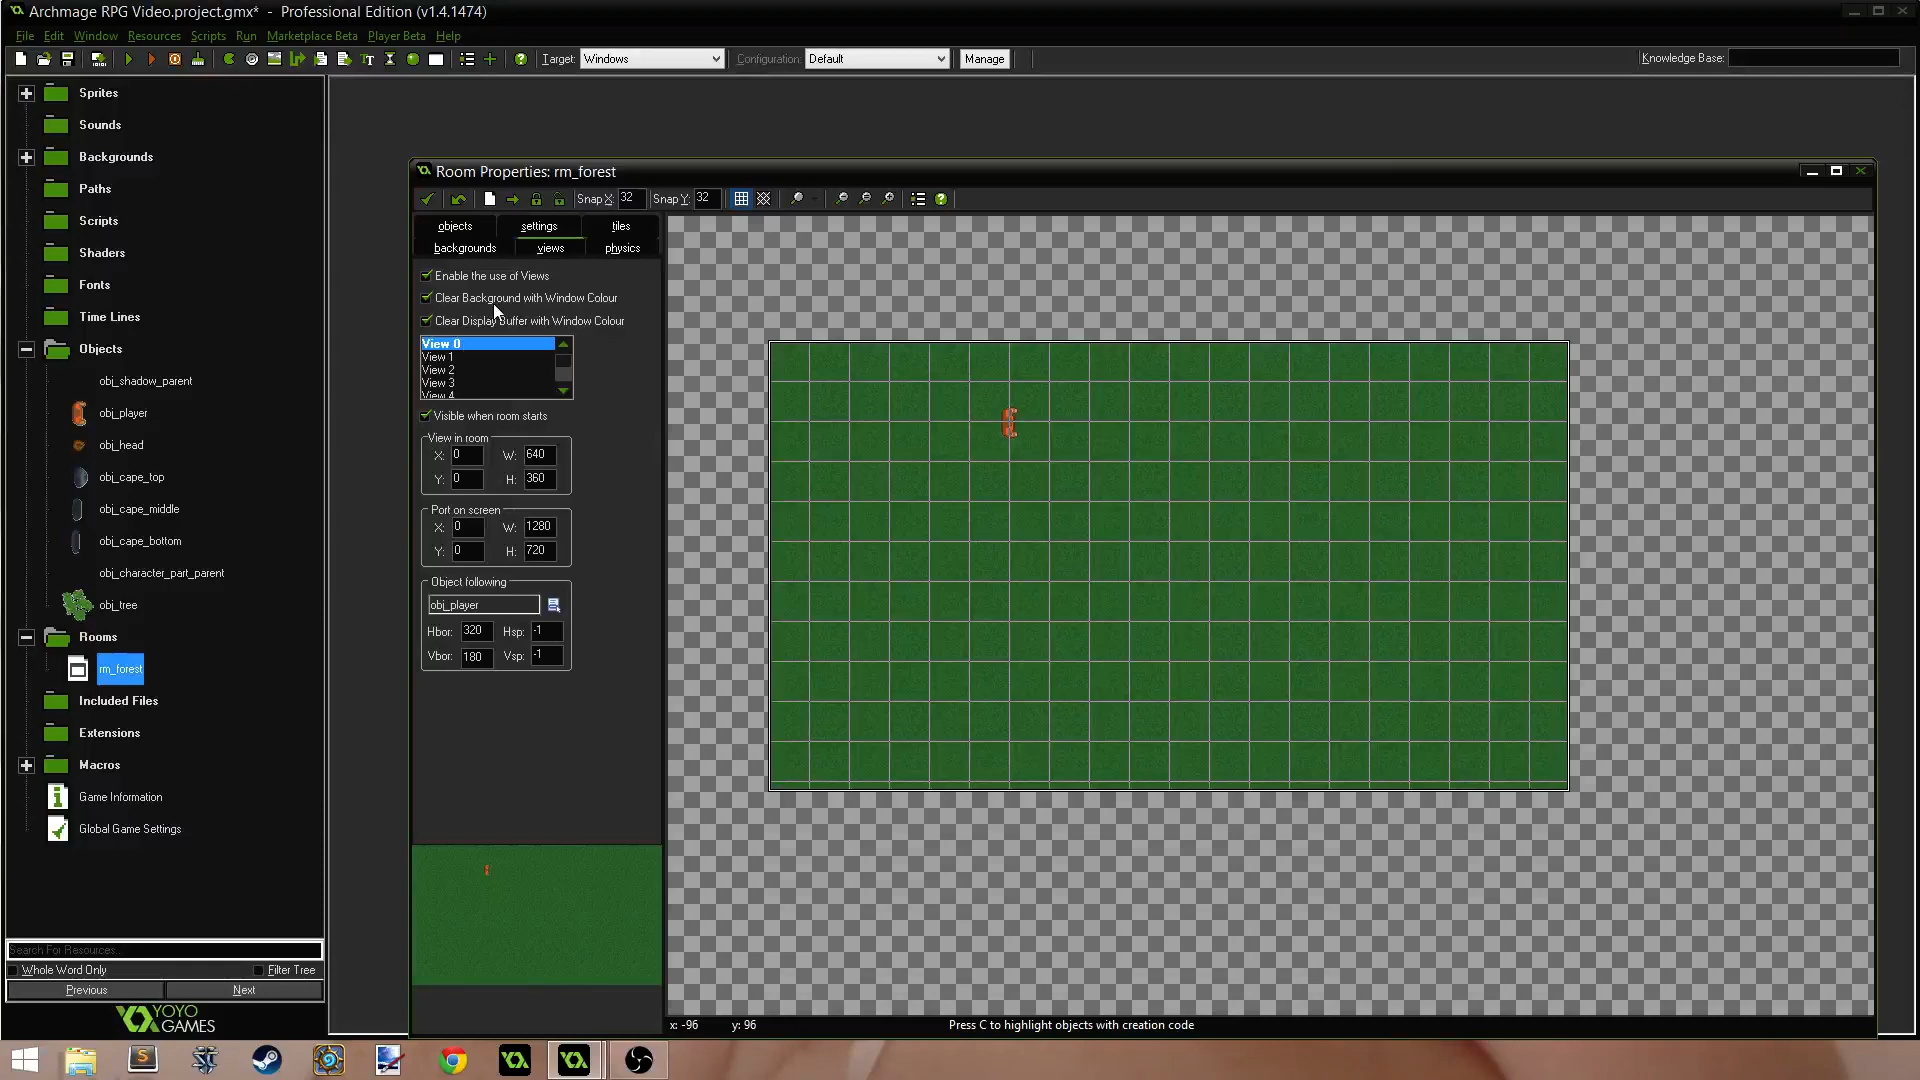 Archmage RPG Video.project.gmx* - Professional Edition (v1.4.1474)
File Edit Window Resources Scripts Run Marketplace Beta Player Beta Help
Target: Windows Configuration: Default Manage Knowledge Base:
Sprites
Sounds
Backgrounds
Paths
Scripts
Shaders
Fonts
Time Lines
Objects
obj_shadow_parent
obj_player
obj_head
obj_cape_top
obj_cape_middle
obj_cape_bottom
obj_character_part_parent
obj_tree
Rooms
rm_forest
Included Files
Extensions
Macros
Game Information
Global Game Settings
Search For Resources..
Whole Word Only Filter Tree
Previous Next
YOYO
GAMES
Room Properties: rm_forest
Snap X: 32 Snap Y: 32
objects settings tiles
backgrounds views physics
Enable the use of Views
Clear Background with Window Colour
Clear Display Buffer with Window Colour
View 0
View 1
View 2
View 3
View 4
Visible when room starts
View in room
X: 0 W: 640
Y: 0 H: 360
Port on screen
X: 0 W: 1280
Y: 0 H: 720
Object following
obj_player
Hbor: 320 Hsp: -1
Vbor: 180 Vsp: -1
x: -96 y: 96 Press C to highlight objects with creation code